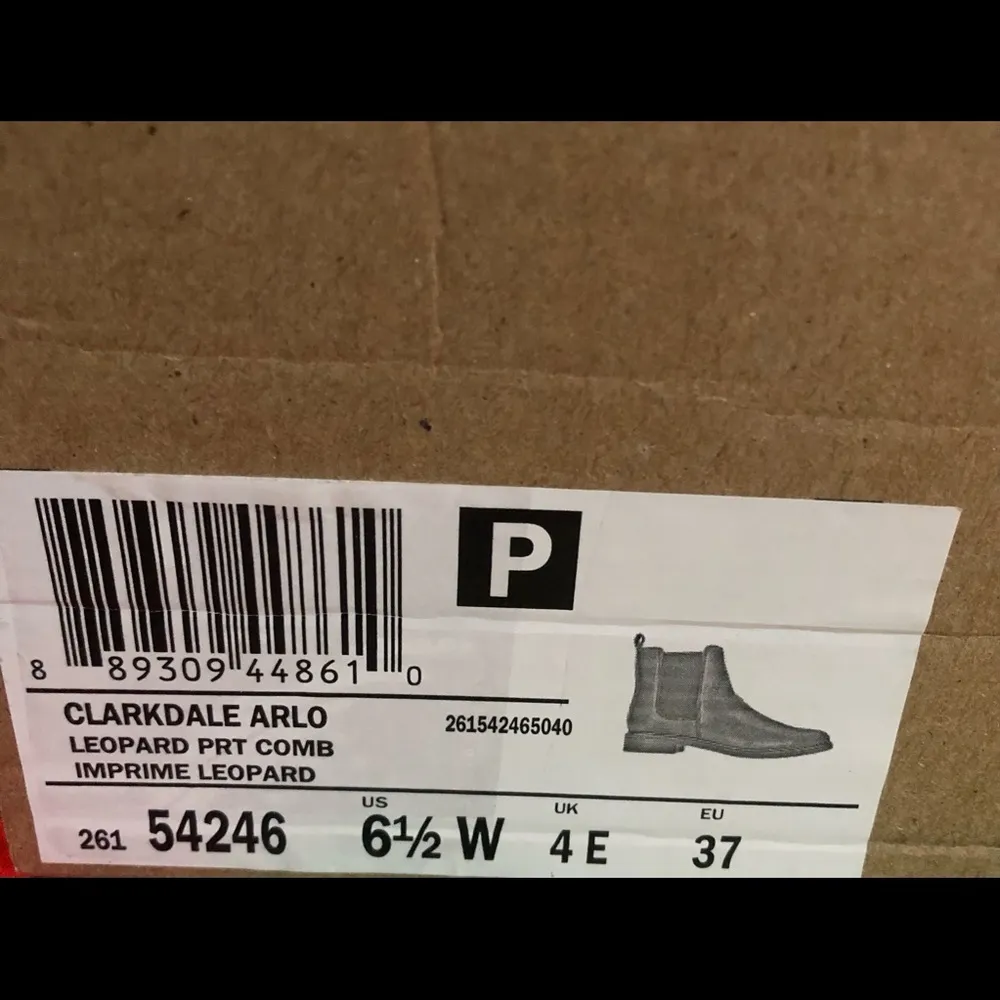 P
8 89309 44861 0
CLARKDALE ARLO
261542465040
LEOPARD PRT COMB
IMPRIME LEOPARD
US UK EU
261 54246 6½ W 4 E 37